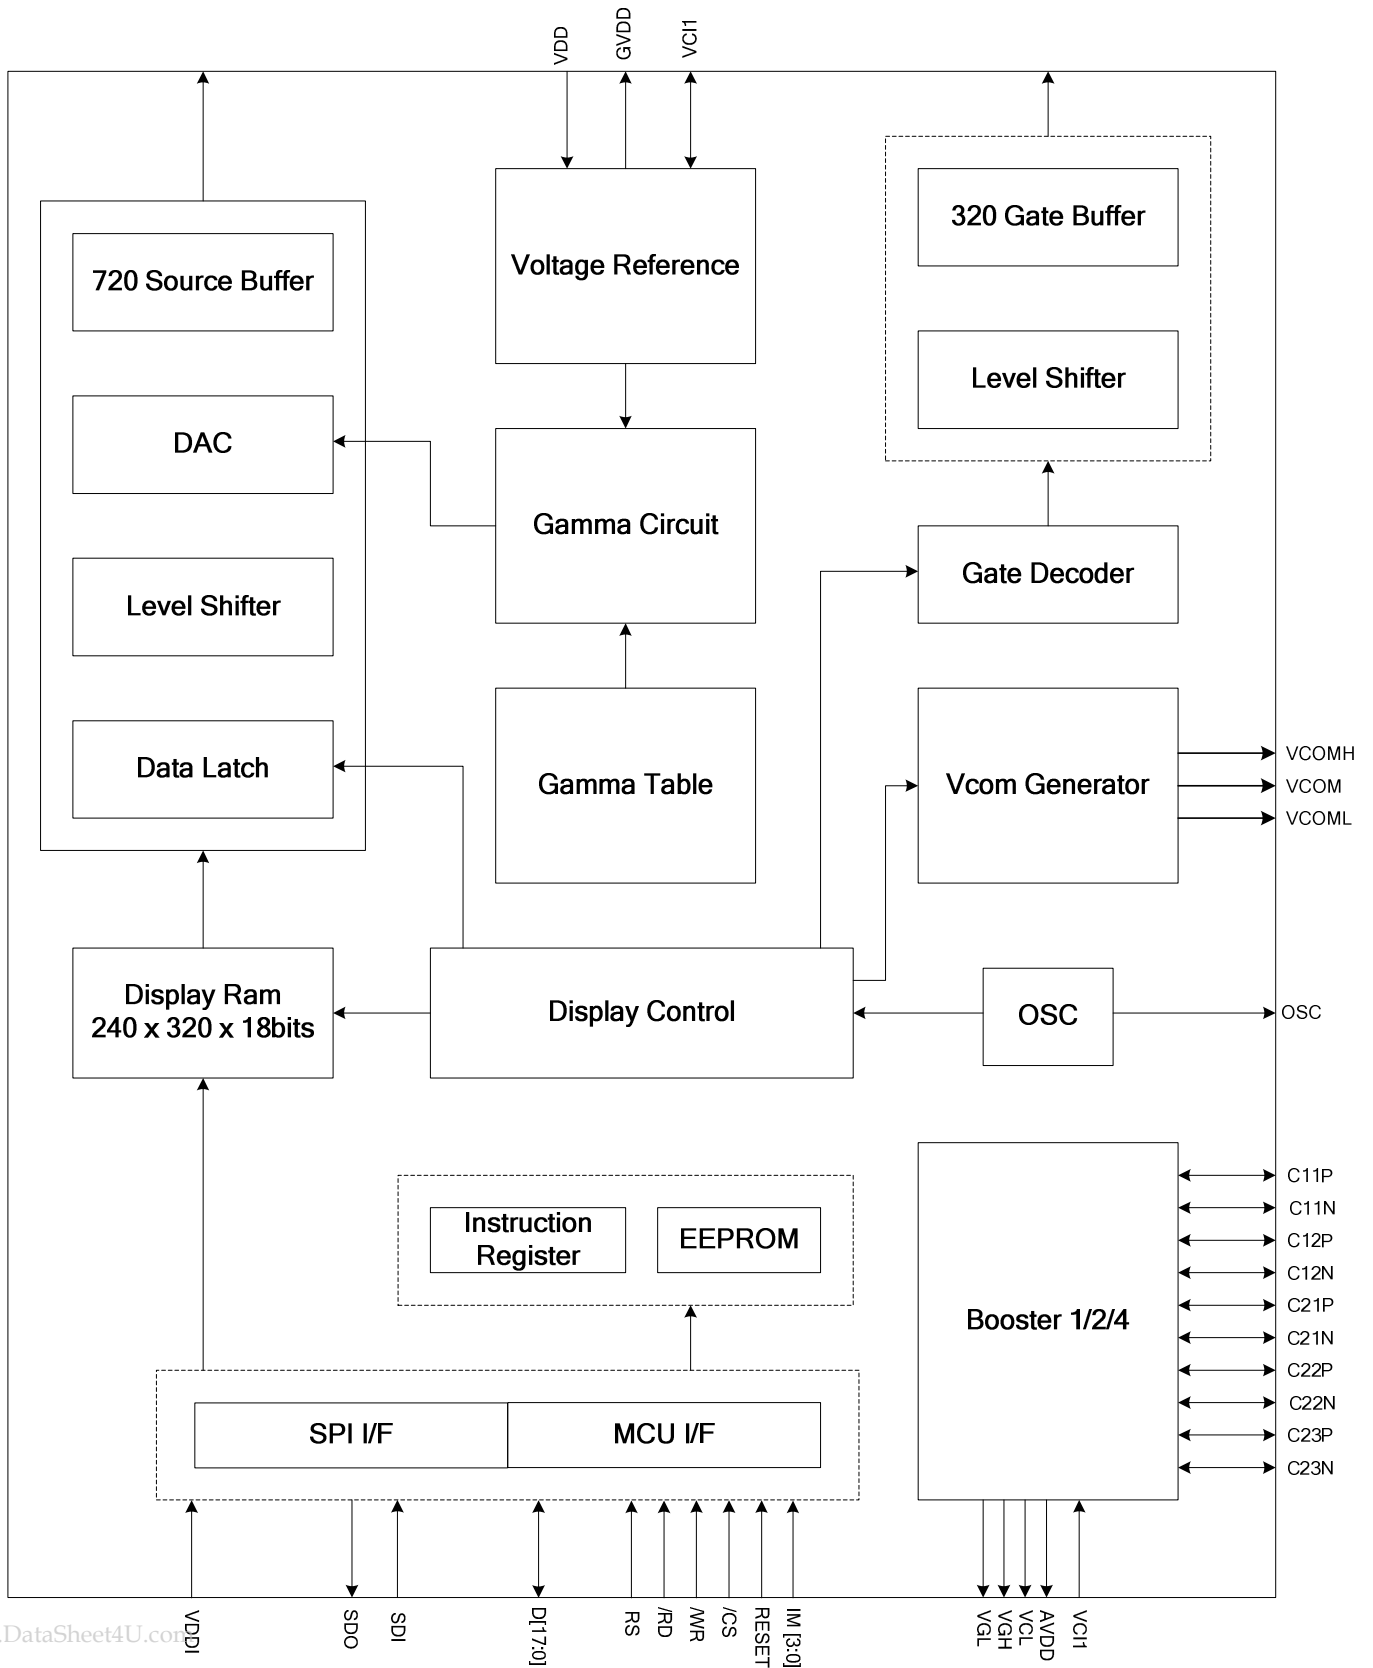 VDD
GVDD
VCI1
720 Source Buffer
DAC
Level Shifter
Data Latch
Voltage Reference
Gamma Circuit
Gamma Table
320 Gate Buffer
Level Shifter
Gate Decoder
Vcom Generator
VCOMH
VCOM
VCOML
Display Ram
240 x 320 x 18bits
Display Control
OSC
OSC
Instruction
Register
EEPROM
Booster 1/2/4
C11P
C11N
C12P
C12N
C21P
C21N
C22P
C22N
C23P
C23N
SPI I/F
MCU I/F
VDDI
SDO
SDI
D[17:0]
RS
/RD
/WR
/CS
RESET
IM [3:0]
VGL
VGH
VCL
AVDD
VCI1
.DataSheet4U.com